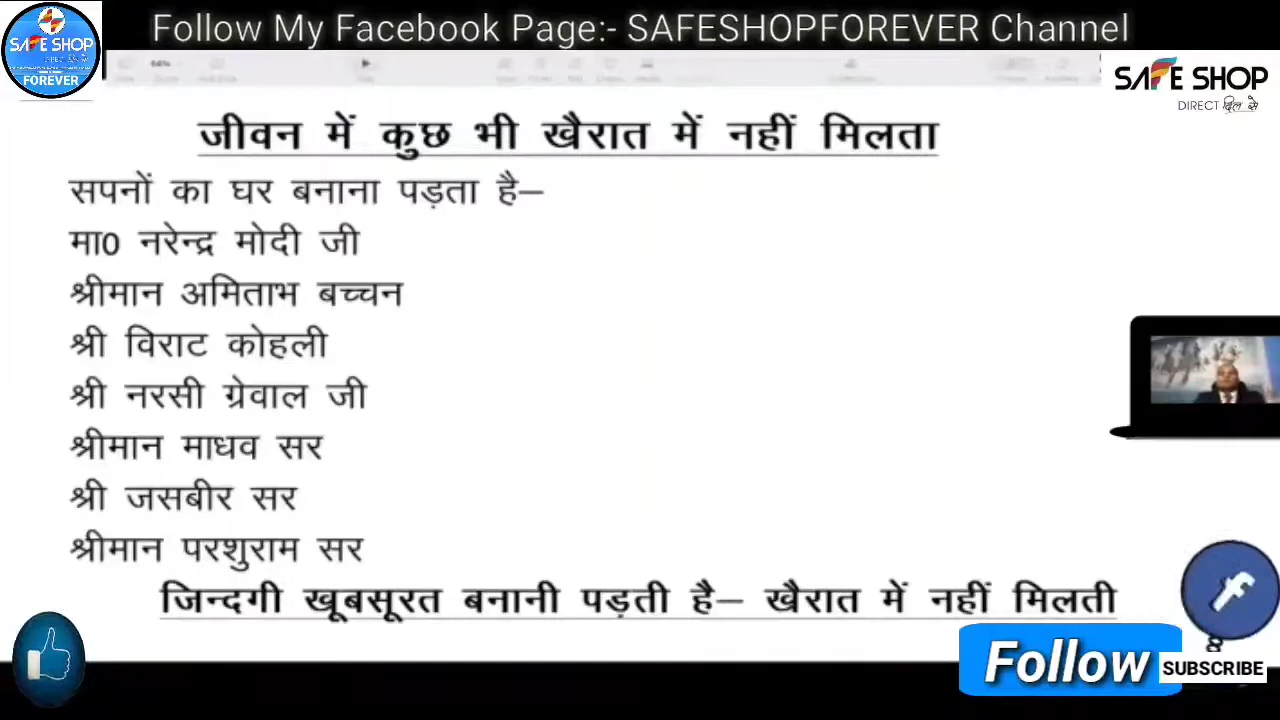 Follow My Facebook Page:- SAFESHOPFOREVER Channel
SAFE SHOP
FOREVER
SAFE SHOP
DIRECT दिल से
जीवन में कुछ भी खैरात में नहीं मिलता
सपनों का घर बनाना पड़ता है–
मा0 नरेन्द्र मोदी जी
श्रीमान अमिताभ बच्चन
श्री विराट कोहली
श्री नरसी ग्रेवाल जी
श्रीमान माधव सर
श्री जसबीर सर
श्रीमान परशुराम सर
जिन्दगी खूबसूरत बनानी पड़ती है– खैरात में नहीं मिलती
Follow
SUBSCRIBE